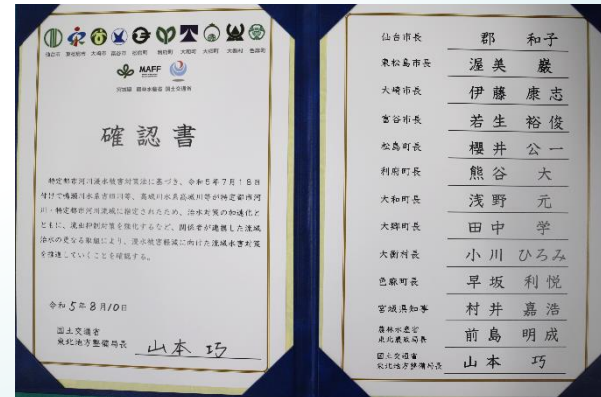 仙台市 東松島市 大崎市 富谷市 松島町 利府町 大和町 大郷町 大衡村 色麻町
MAFF
宮城県 農林水産省 国土交通省
確認書
特定都市河川浸水被害対策法に基づき、令和5年7月18日
付けで鳴瀬川水系吉田川等、高城川水系高城川等が特定都市河
川・特定都市河川流域に指定されたため、治水対策の加速化と
ともに、流出抑制対策を強化するなど、関係者が連携した流域
治水の更なる取組により、浸水被害軽減に向けた流域水害対策
を推進していくことを確認する。
令和5年8月10日
国土交通省
東北地方整備局長 山本 巧
仙台市長 郡 和子
東松島市長 渥美 巖
大崎市長 伊藤 康志
富谷市長 若生 裕俊
松島町長 櫻井 公一
利府町長 熊谷 大
大和町長 浅野 元
大郷町長 田中 学
大衡村長 小川 ひろみ
色麻町長 早坂 利悦
宮城県知事 村井 嘉浩
農林水産省
東北農政局長 前島 明成
国土交通省
東北地方整備局長 山本 巧